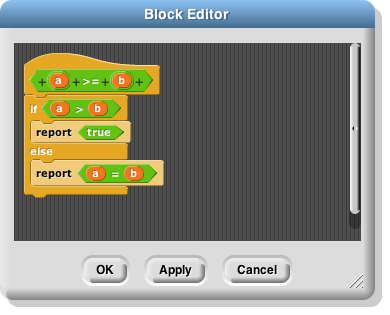 Block Editor
+ a + >= + b +
if a > b
report true
else
report a = b
OK Apply Cancel